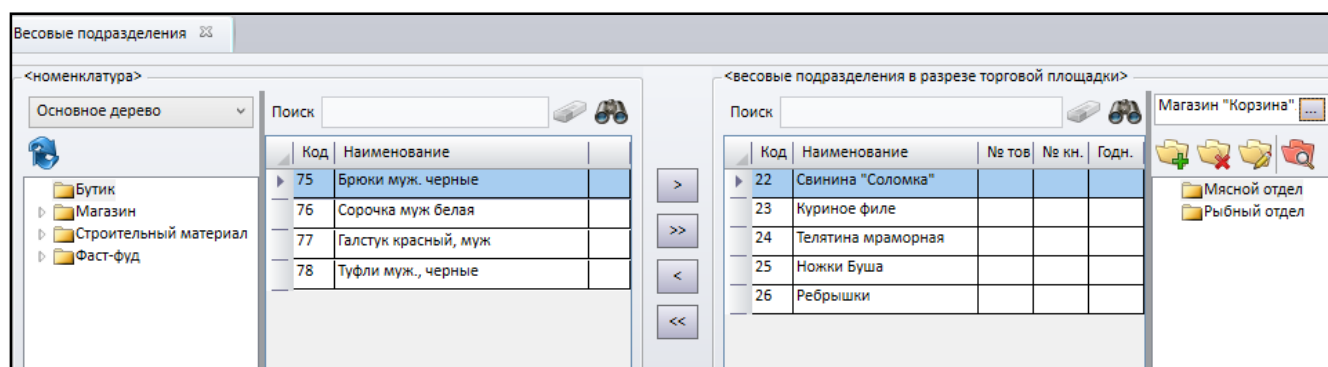 Весовые подразделения
<номенклатура>
Основное дерево
Бутик
Магазин
Строительный материал
Фаст-фуд
Поиск
Код Наименование
75 Брюки муж. черные
76 Сорочка муж белая
77 Галстук красный, муж
78 Туфли муж., черные
>
>>
<
<<
<весовые подразделения в разрезе торговой площадки>
Поиск
Код Наименование № тов № кн. Годн.
22 Свинина "Соломка"
23 Куриное филе
24 Телятина мраморная
25 Ножки Буша
26 Ребрышки
Магазин "Корзина" ...
Мясной отдел
Рыбный отдел